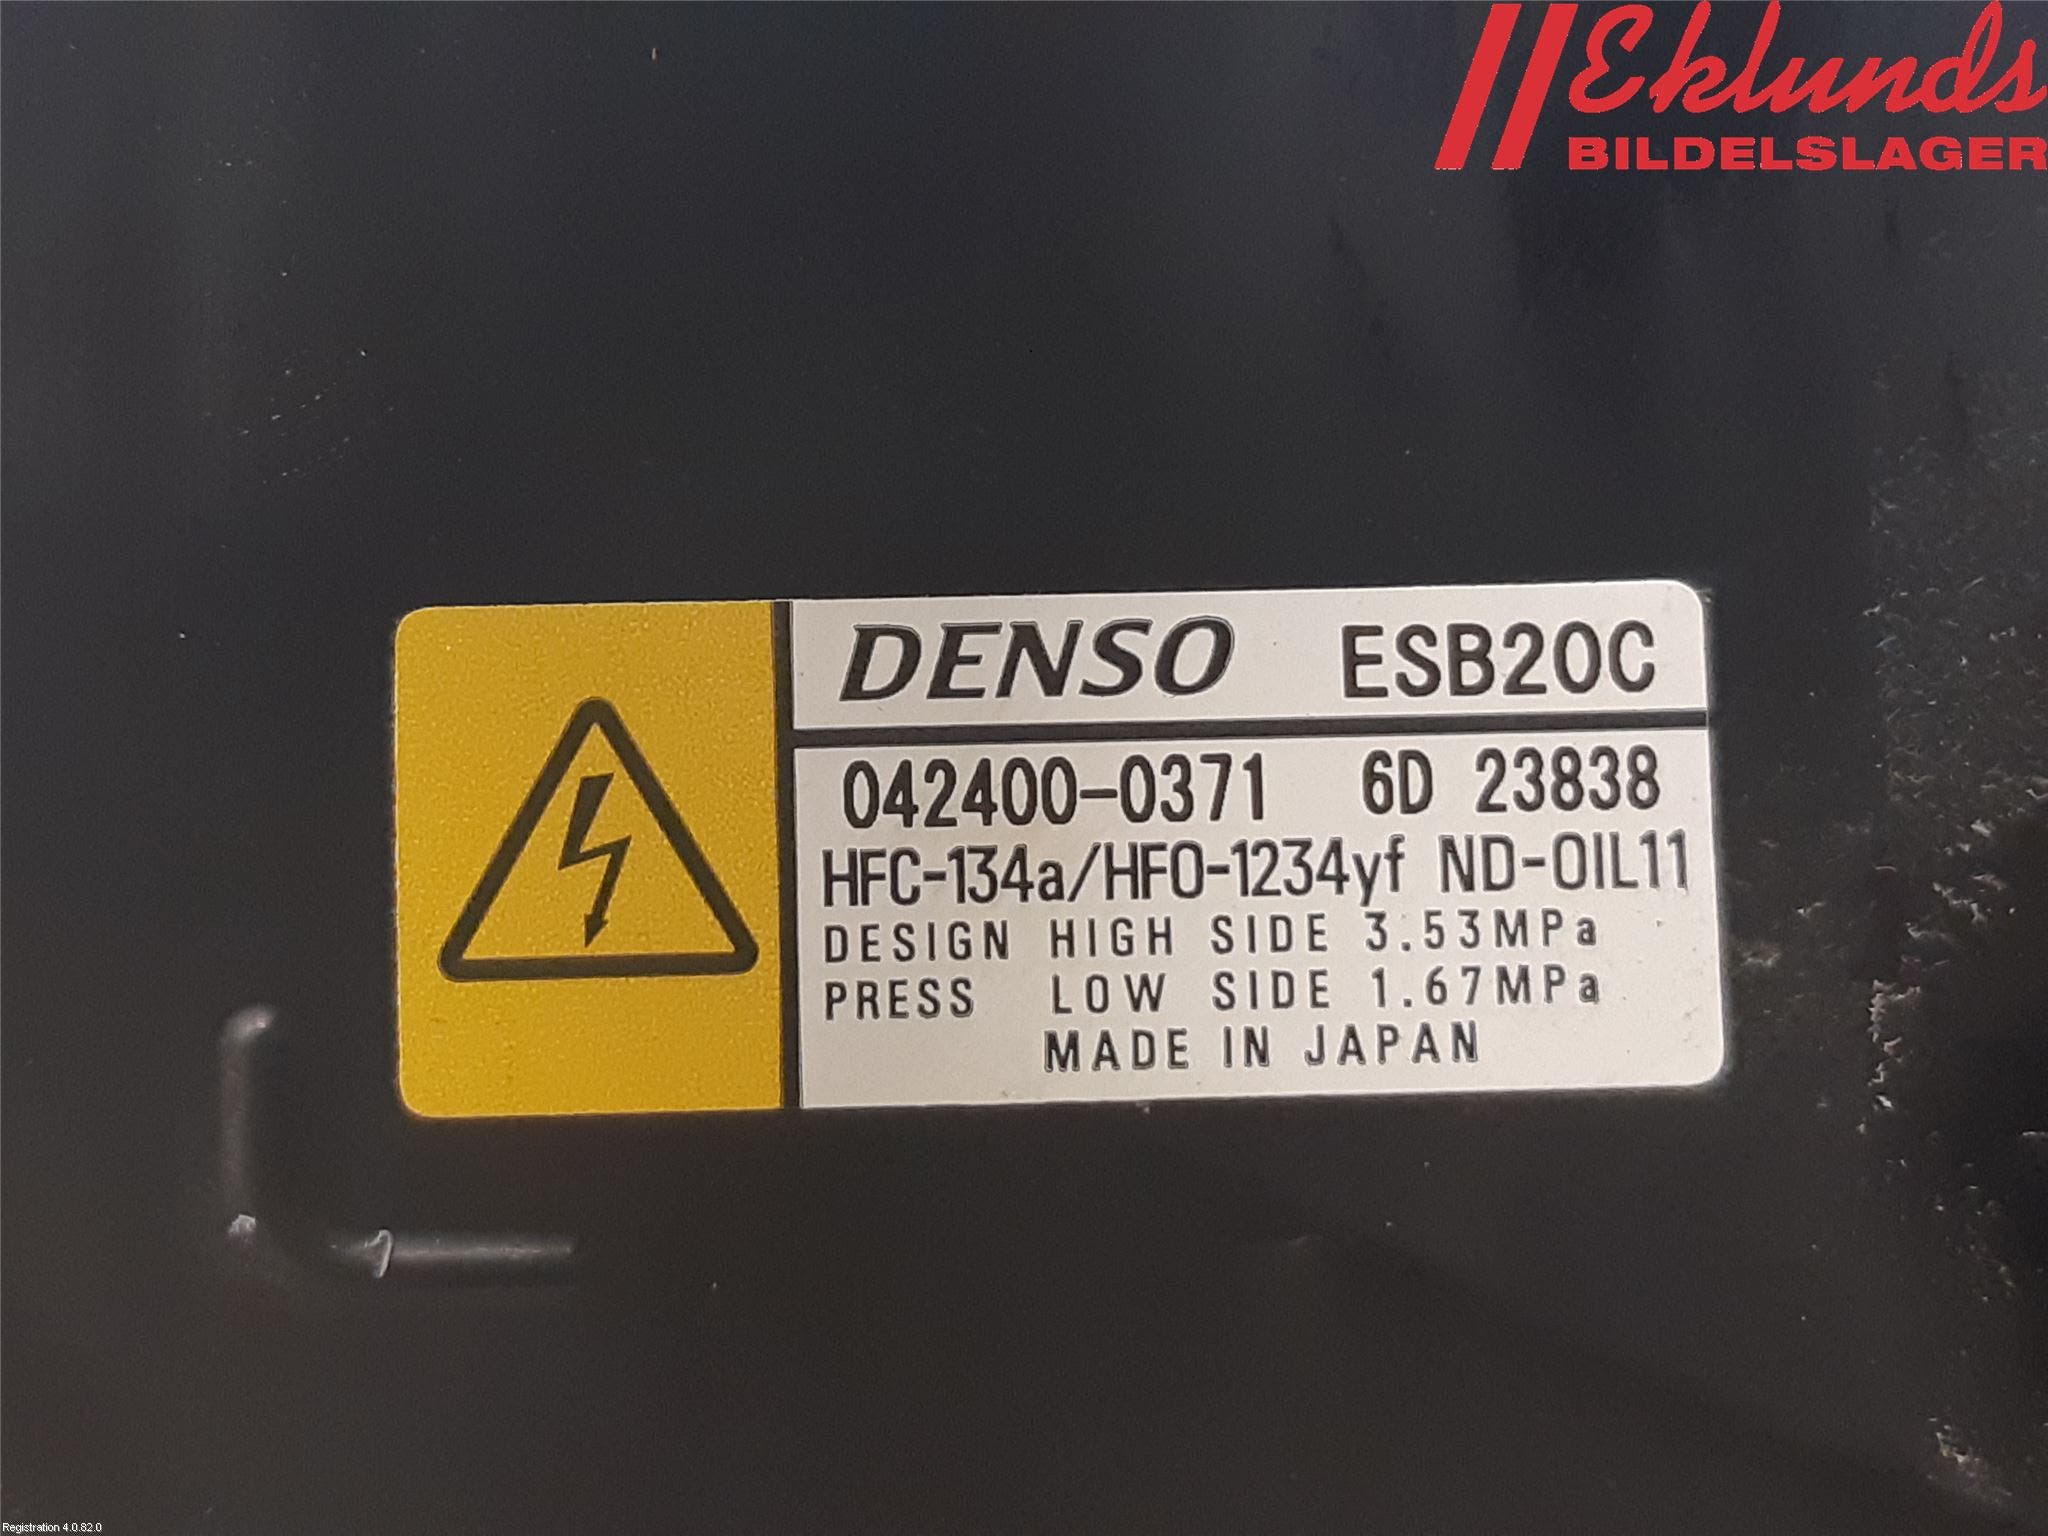 Eklunds
BILDELSLAGER
DENSO ESB20C
042400-0371 6D 23838
HFC-134a/HFO-1234yf ND-OIL11
DESIGN HIGH SIDE 3.53MPa
PRESS LOW SIDE 1.67MPa
MADE IN JAPAN
Registration 4.0.82.0